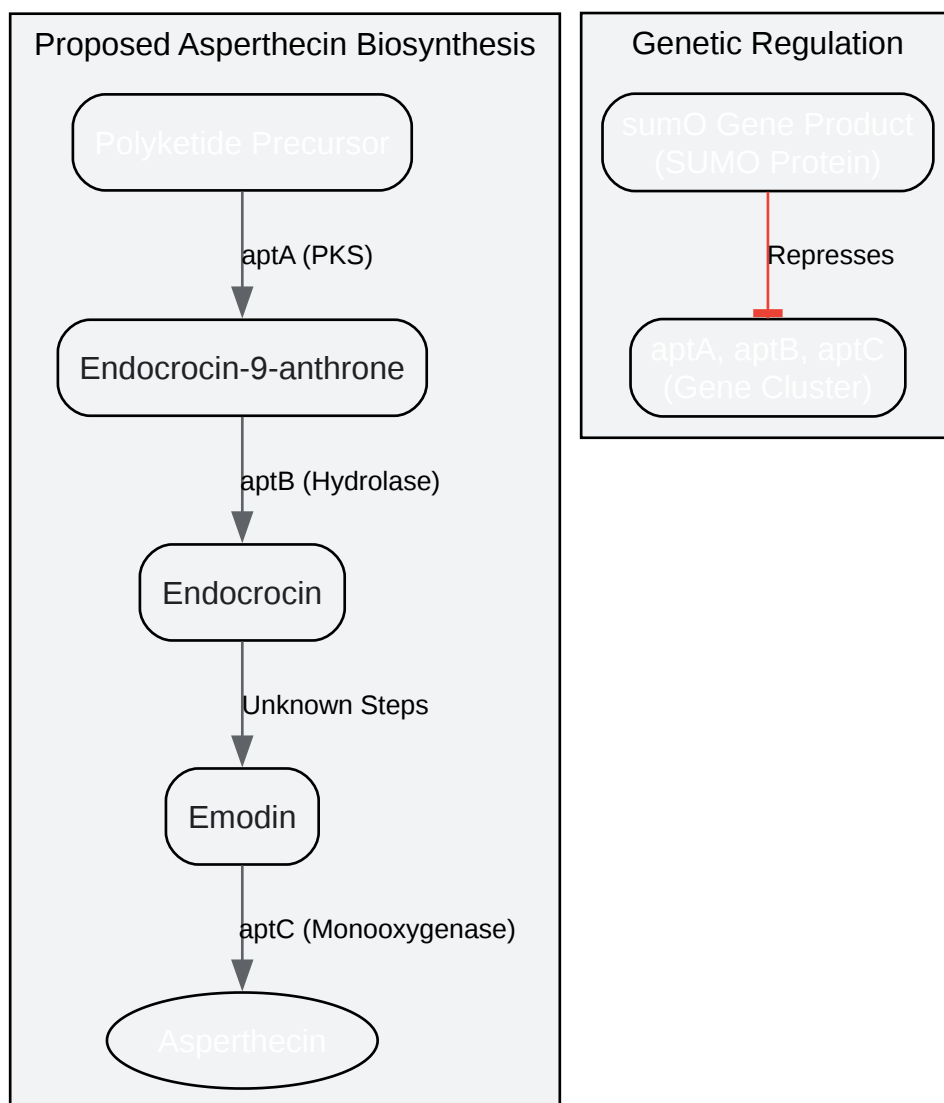 Proposed Asperthecin Biosynthesis
Polyketide Precursor
aptA (PKS)
Endocrocin-9-anthrone
aptB (Hydrolase)
Endocrocin
Unknown Steps
Emodin
aptC (Monooxygenase)
Asperthecin
Genetic Regulation
sumO Gene Product
(SUMO Protein)
Represses
aptA, aptB, aptC
(Gene Cluster)